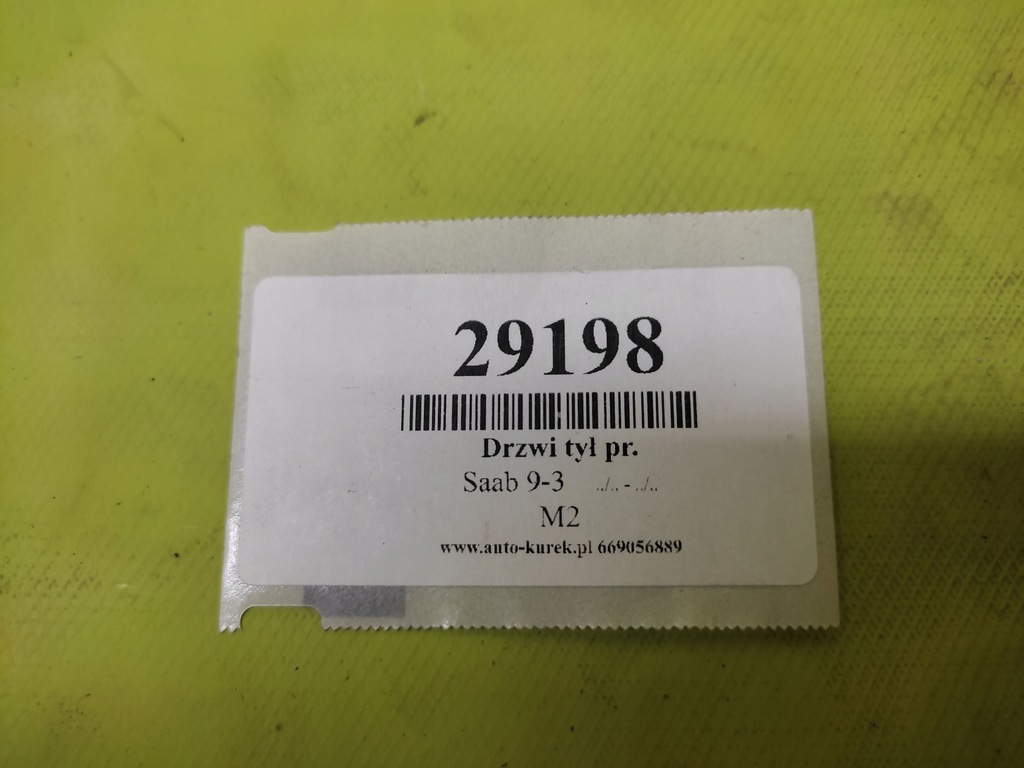 29198
Drzwi tył pr.
Saab 9-3 ../.. - ../..
M2
www.auto-kurek.pl 669056889